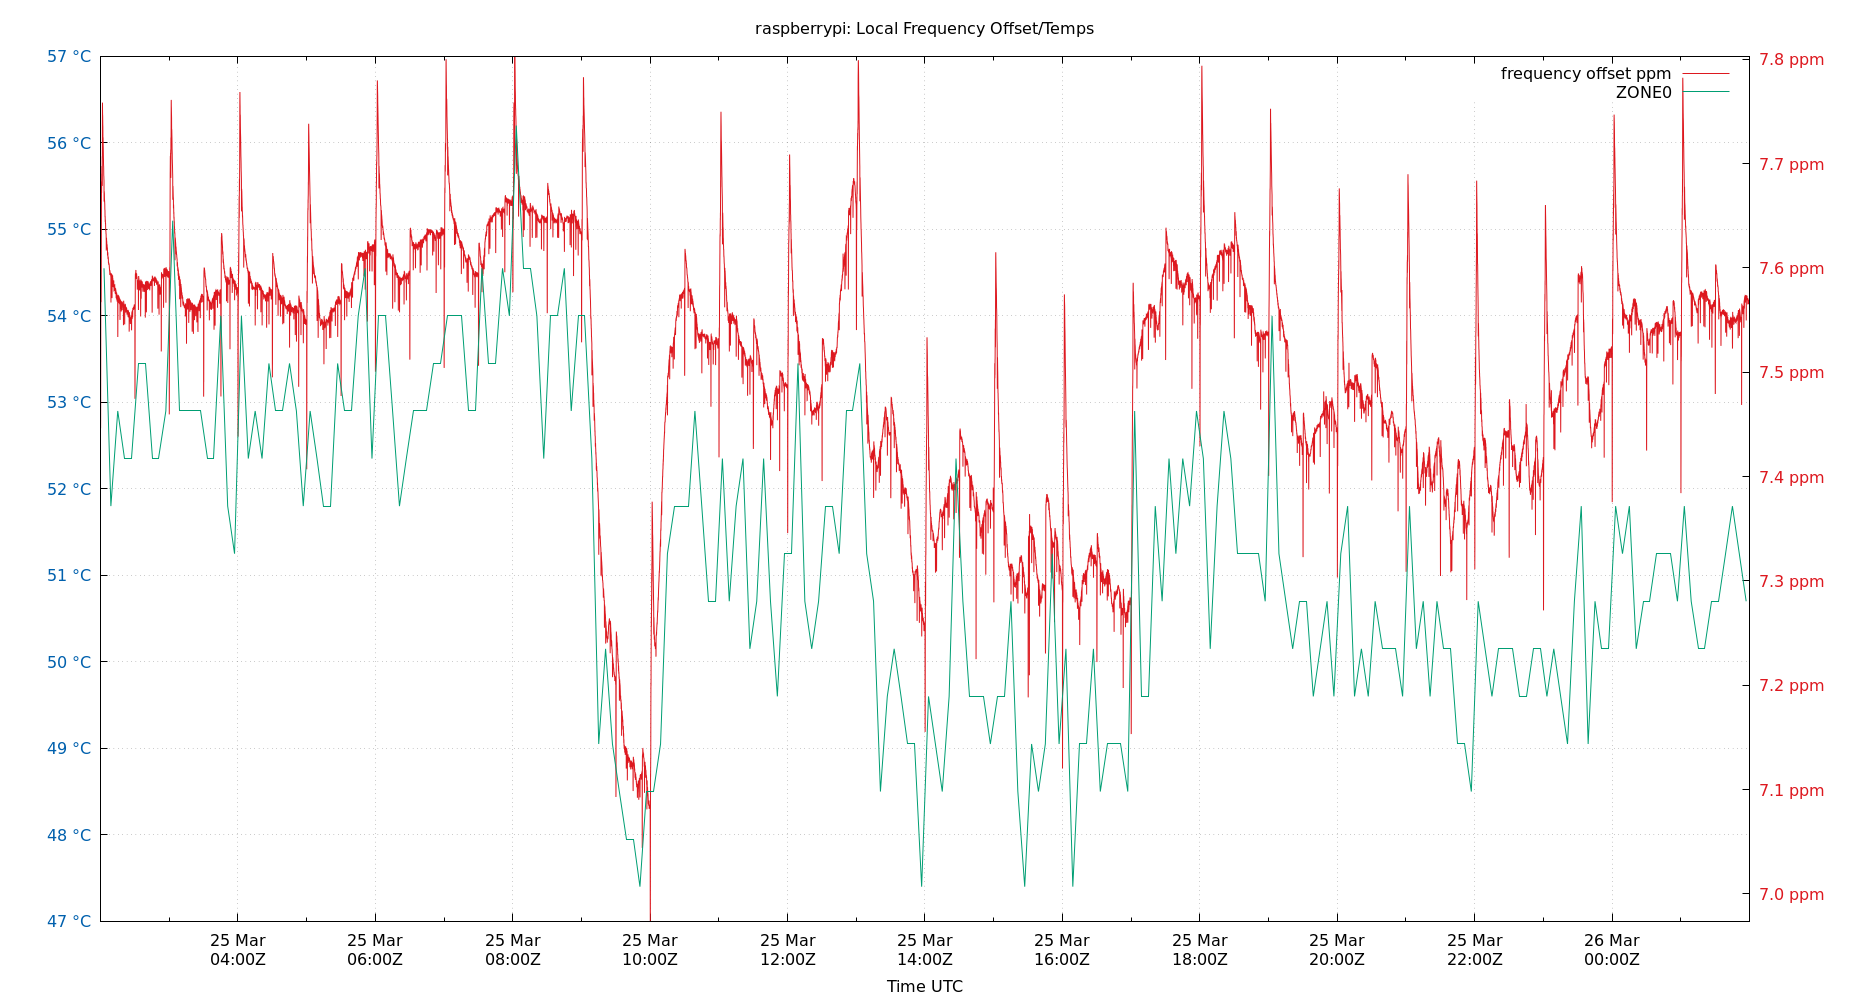 raspberrypi: Local Frequency Offset/Temps
57 °C
56 °C
55 °C
54 °C
53 °C
52 °C
51 °C
50 °C
49 °C
48 °C
47 °C
frequency offset ppm
ZONE0
7.8 ppm
7.7 ppm
7.6 ppm
7.5 ppm
7.4 ppm
7.3 ppm
7.2 ppm
7.1 ppm
7.0 ppm
25 Mar
04:00Z
25 Mar
06:00Z
25 Mar
08:00Z
25 Mar
10:00Z
25 Mar
12:00Z
25 Mar
14:00Z
25 Mar
16:00Z
25 Mar
18:00Z
25 Mar
20:00Z
25 Mar
22:00Z
26 Mar
00:00Z
Time UTC